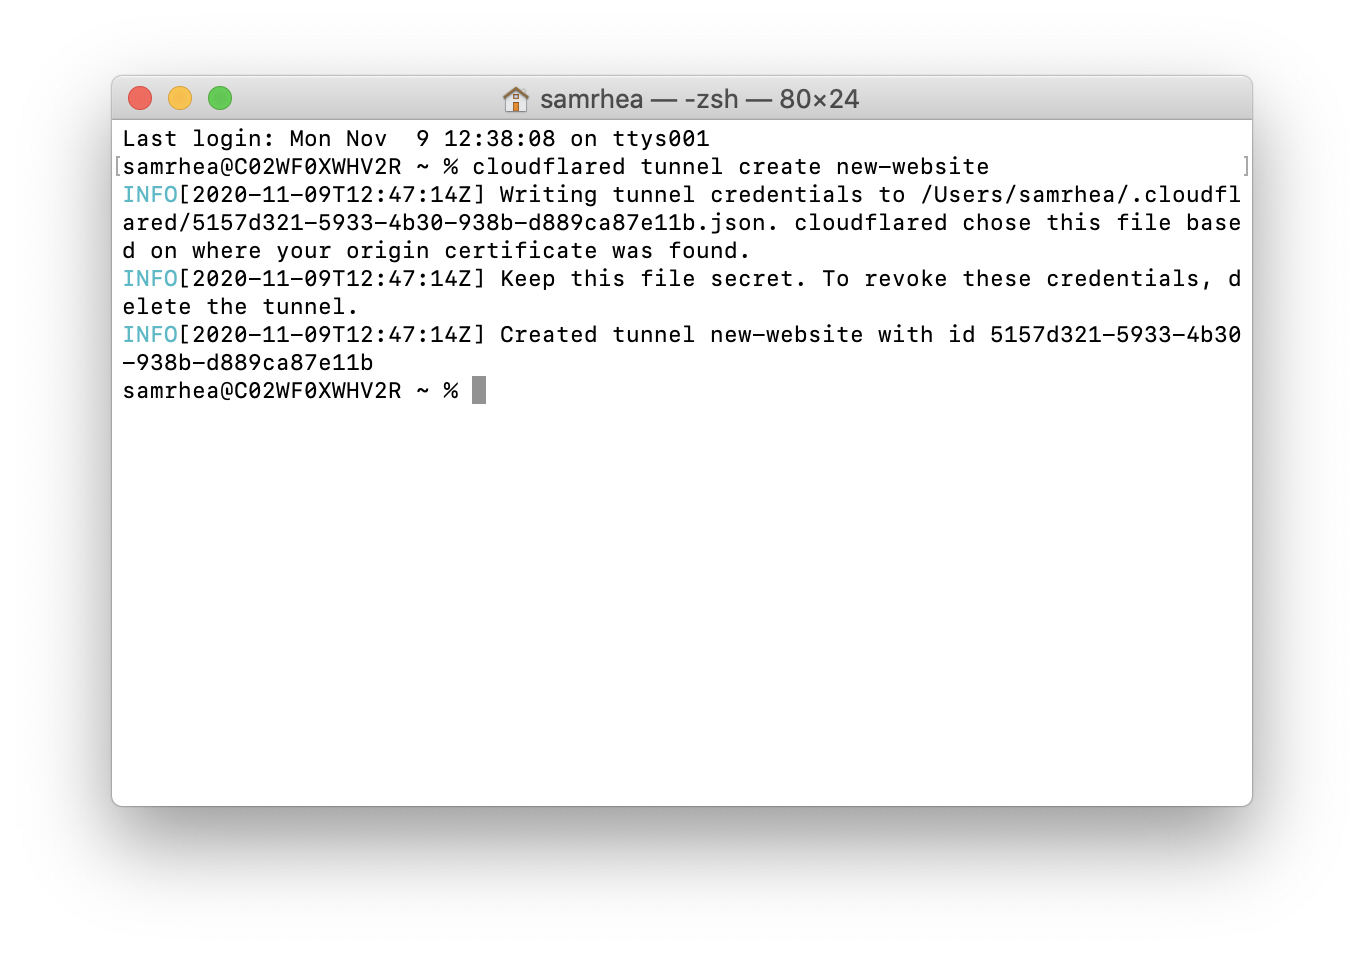 samrhea — -zsh — 80×24
Last login: Mon Nov  9 12:38:08 on ttys001
[samrhea@C02WF0XWHV2R ~ % cloudflared tunnel create new-website ]
INFO[2020-11-09T12:47:14Z] Writing tunnel credentials to /Users/samrhea/.cloudfl
ared/5157d321-5933-4b30-938b-d889ca87e11b.json. cloudflared chose this file base
d on where your origin certificate was found.
INFO[2020-11-09T12:47:14Z] Keep this file secret. To revoke these credentials, d
elete the tunnel.
INFO[2020-11-09T12:47:14Z] Created tunnel new-website with id 5157d321-5933-4b30
-938b-d889ca87e11b
samrhea@C02WF0XWHV2R ~ %